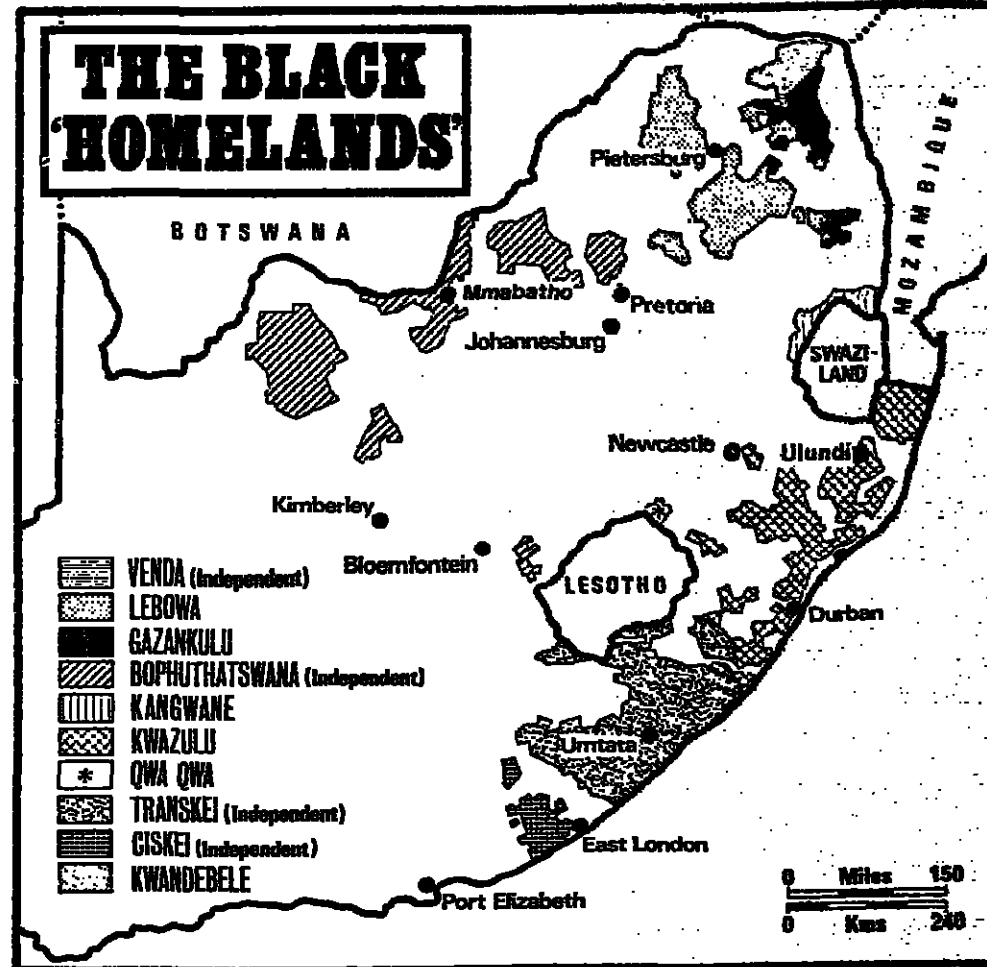 THE BLACK
'HOMELANDS'
BOTSWANA
MOZAMBIQUE
Pietersburg
Mmabatho
Pretoria
Johannesburg
SWAZI-
LAND
Newcastle
Ulundi
Kimberley
Bloemfontein
LESOTHO
Durban
Umtata
East London
Port Elizabeth
VENDA (Independent)
LEBOWA
GAZANKULU
BOPHUTHATSWANA (Independent)
KANGWANE
KWAZULU
* QWA QWA
TRANSKEI (Independent)
CISKEI (Independent)
KWANDEBELE
0 Miles 150
0 Kms 240